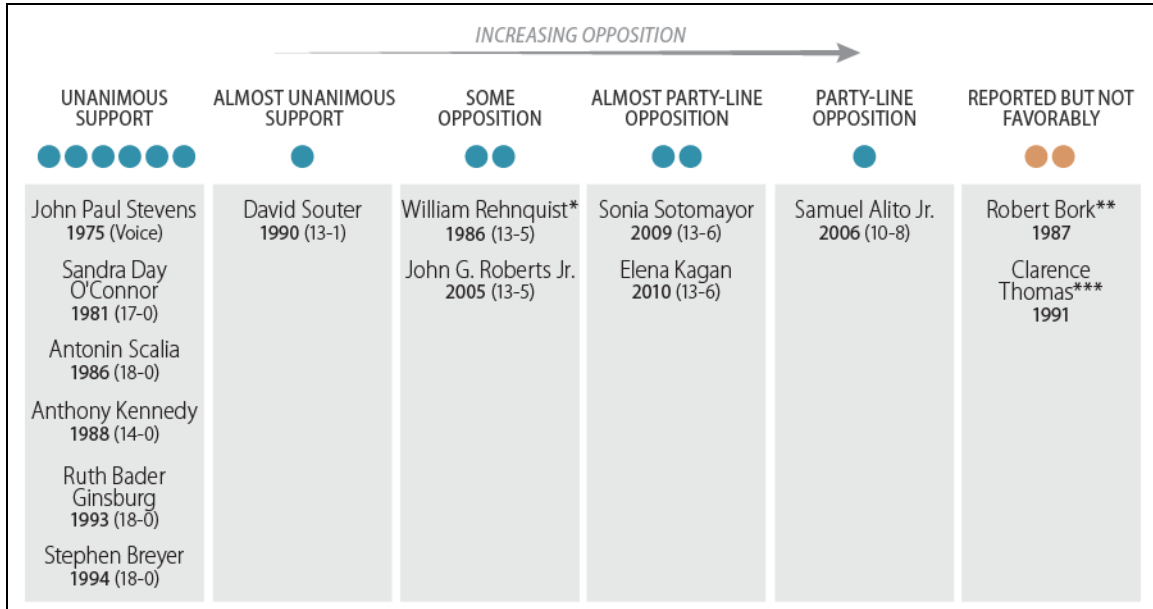 INCREASING OPPOSITION
UNANIMOUS
SUPPORT
John Paul Stevens
1975 (Voice)
Sandra Day
O'Connor
1981 (17-0)
Antonin Scalia
1986 (18-0)
Anthony Kennedy
1988 (14-0)
Ruth Bader
Ginsburg
1993 (18-0)
Stephen Breyer
1994 (18-0)
ALMOST UNANIMOUS
SUPPORT
David Souter
1990 (13-1)
SOME
OPPOSITION
William Rehnquist*
1986 (13-5)
John G. Roberts Jr.
2005 (13-5)
ALMOST PARTY-LINE
OPPOSITION
Sonia Sotomayor
2009 (13-6)
Elena Kagan
2010 (13-6)
PARTY-LINE
OPPOSITION
Samuel Alito Jr.
2006 (10-8)
REPORTED BUT NOT
FAVORABLY
Robert Bork**
1987
Clarence
Thomas***
1991